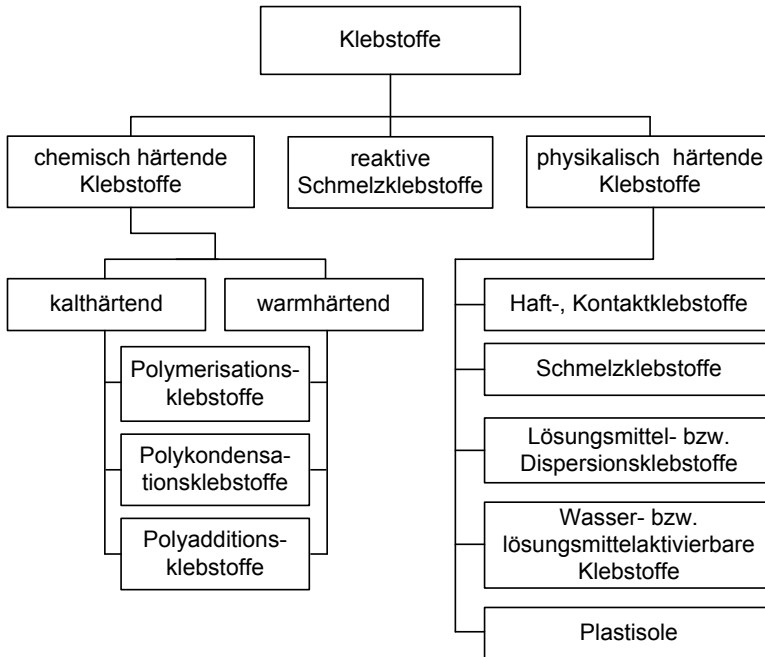 Klebstoffe
chemisch härtende
Klebstoffe
reaktive
Schmelzklebstoffe
physikalisch härtende
Klebstoffe
kalthärtend
warmhärtend
Polymerisations-
klebstoffe
Polykondensa-
tionsklebstoffe
Polyadditions-
klebstoffe
Haft-, Kontaktklebstoffe
Schmelzklebstoffe
Lösungsmittel- bzw.
Dispersionsklebstoffe
Wasser- bzw.
lösungsmittelaktivierbare
Klebstoffe
Plastisole